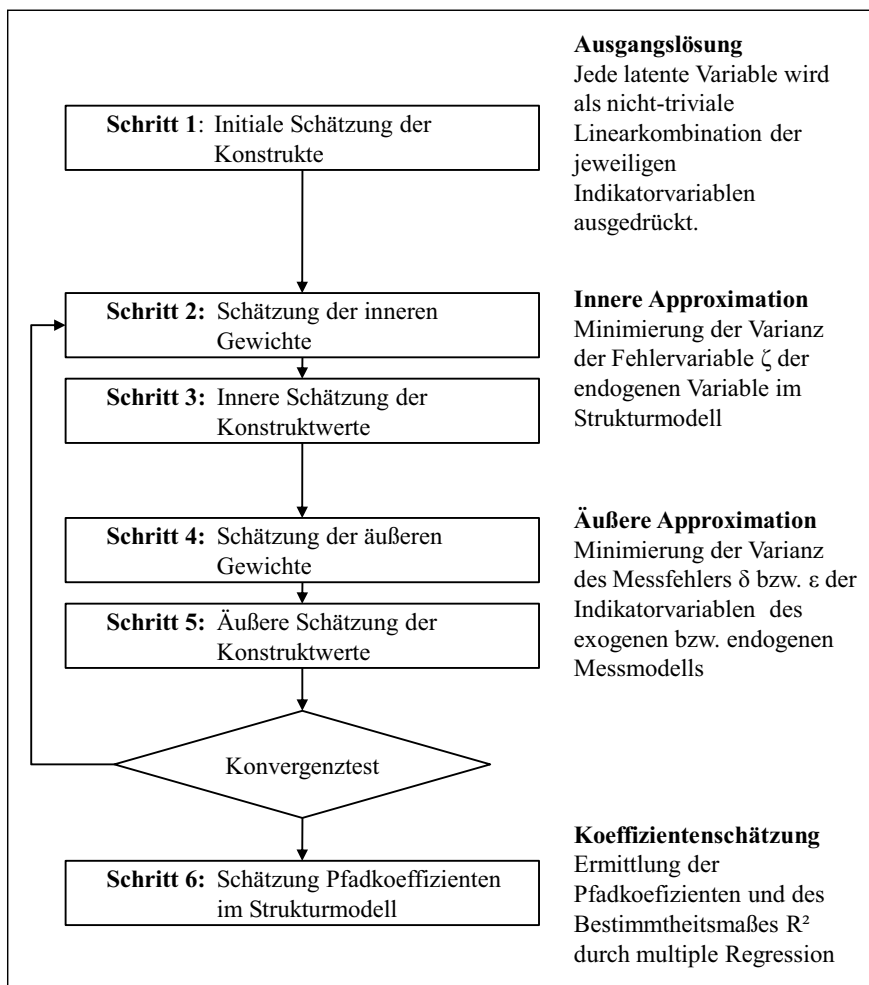 Ausgangslösung
Jede latente Variable wird
als nicht-triviale
Linearkombination der
jeweiligen
Indikatorvariablen
ausgedrückt.
Schritt 1: Initiale Schätzung der
Konstrukte
Schritt 2: Schätzung der inneren
Gewichte
Innere Approximation
Minimierung der Varianz
der Fehlervariable ζ der
endogenen Variable im
Strukturmodell
Schritt 3: Innere Schätzung der
Konstruktwerte
Schritt 4: Schätzung der äußeren
Gewichte
Äußere Approximation
Minimierung der Varianz
des Messfehlers δ bzw. ε der
Indikatorvariablen des
exogenen bzw. endogenen
Messmodells
Schritt 5: Äußere Schätzung der
Konstruktwerte
Konvergenztest
Schritt 6: Schätzung Pfadkoeffizienten
im Strukturmodell
Koeffizientenschätzung
Ermittlung der
Pfadkoefizienten und des
Bestimmtheitsmaßes R²
durch multiple Regression